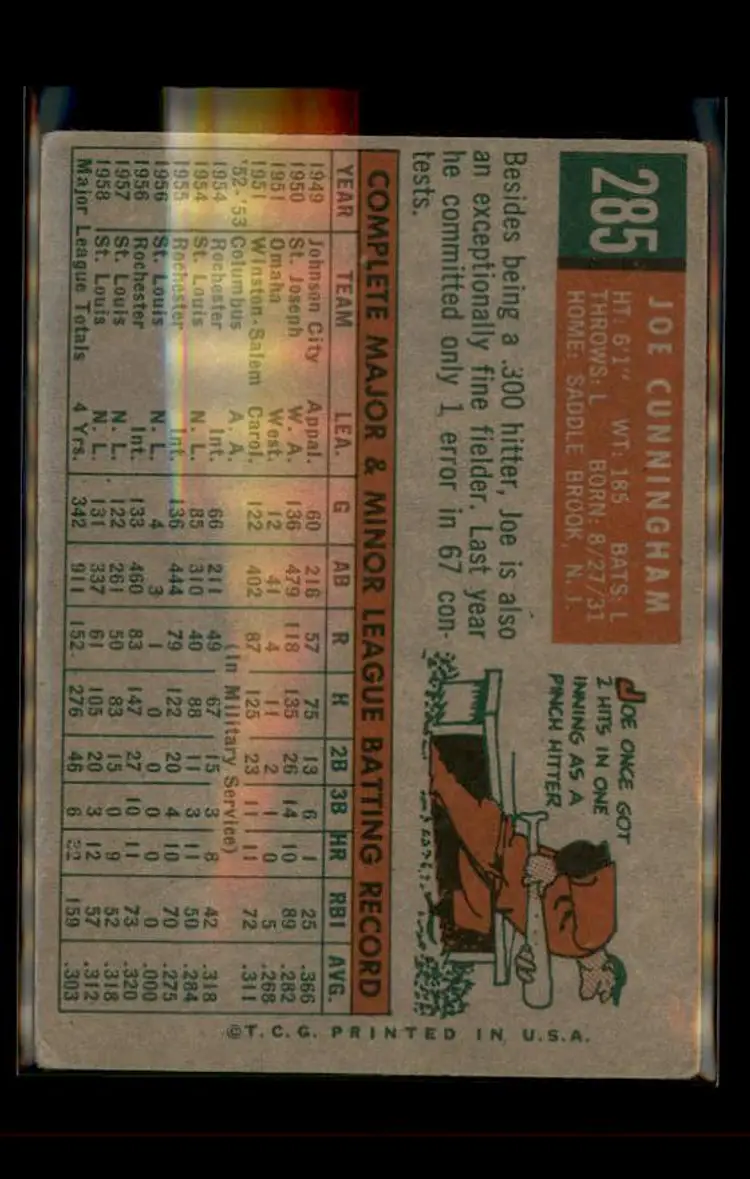 285
JOE CUNNINGHAM
HT: 6'1" WT: 185 BATS: L
THROWS: L BORN: 8/27/31
HOME: SADDLE BROOK, N. J.
Besides being a .300 hitter, Joe is also
an exceptionally fine fielder. Last year
he committed only 1 error in 67 con-
tests.
JOE ONCE GOT
2 HITS IN ONE
INNING AS A
PINCH HITTER
COMPLETE MAJOR & MINOR LEAGUE BATTING RECORD
YEAR TEAM LEA. G AB R H 2B 3B HR RBI AVG.
1949 Johnson City Appal. 60 216 57 75 13 6 1 25 .366
1950 St. Joseph W. A. 136 479 118 135 26 14 10 89 .282
1951 Omaha West. 12 41 4 11 2 1 0 5 .268
1951 Winston-Salem Carol. 122 402 87 125 23 11 11 72 .311
'52-'53 Columbus A. A. (In Military Service)
1954 Rochester Int. 66 211 49 67 15 3 8 42 .318
1954 St. Louis N. L. 85 310 40 88 11 3 11 50 .284
1955 Rochester Int. 136 444 79 122 20 4 10 70 .275
1956 St. Louis N. L. 4 3 1 0 0 0 0 0 .000
1956 Rochester Int. 133 460 83 147 27 10 11 73 .320
1957 St. Louis N. L. 122 261 50 83 15 0 9 52 .318
1958 St. Louis N. L. 131 337 61 105 20 3 12 57 .312
Major League Totals 4 Yrs. 342 911 152 276 46 6 159 .303
©T.C.G. PRINTED IN U.S.A.